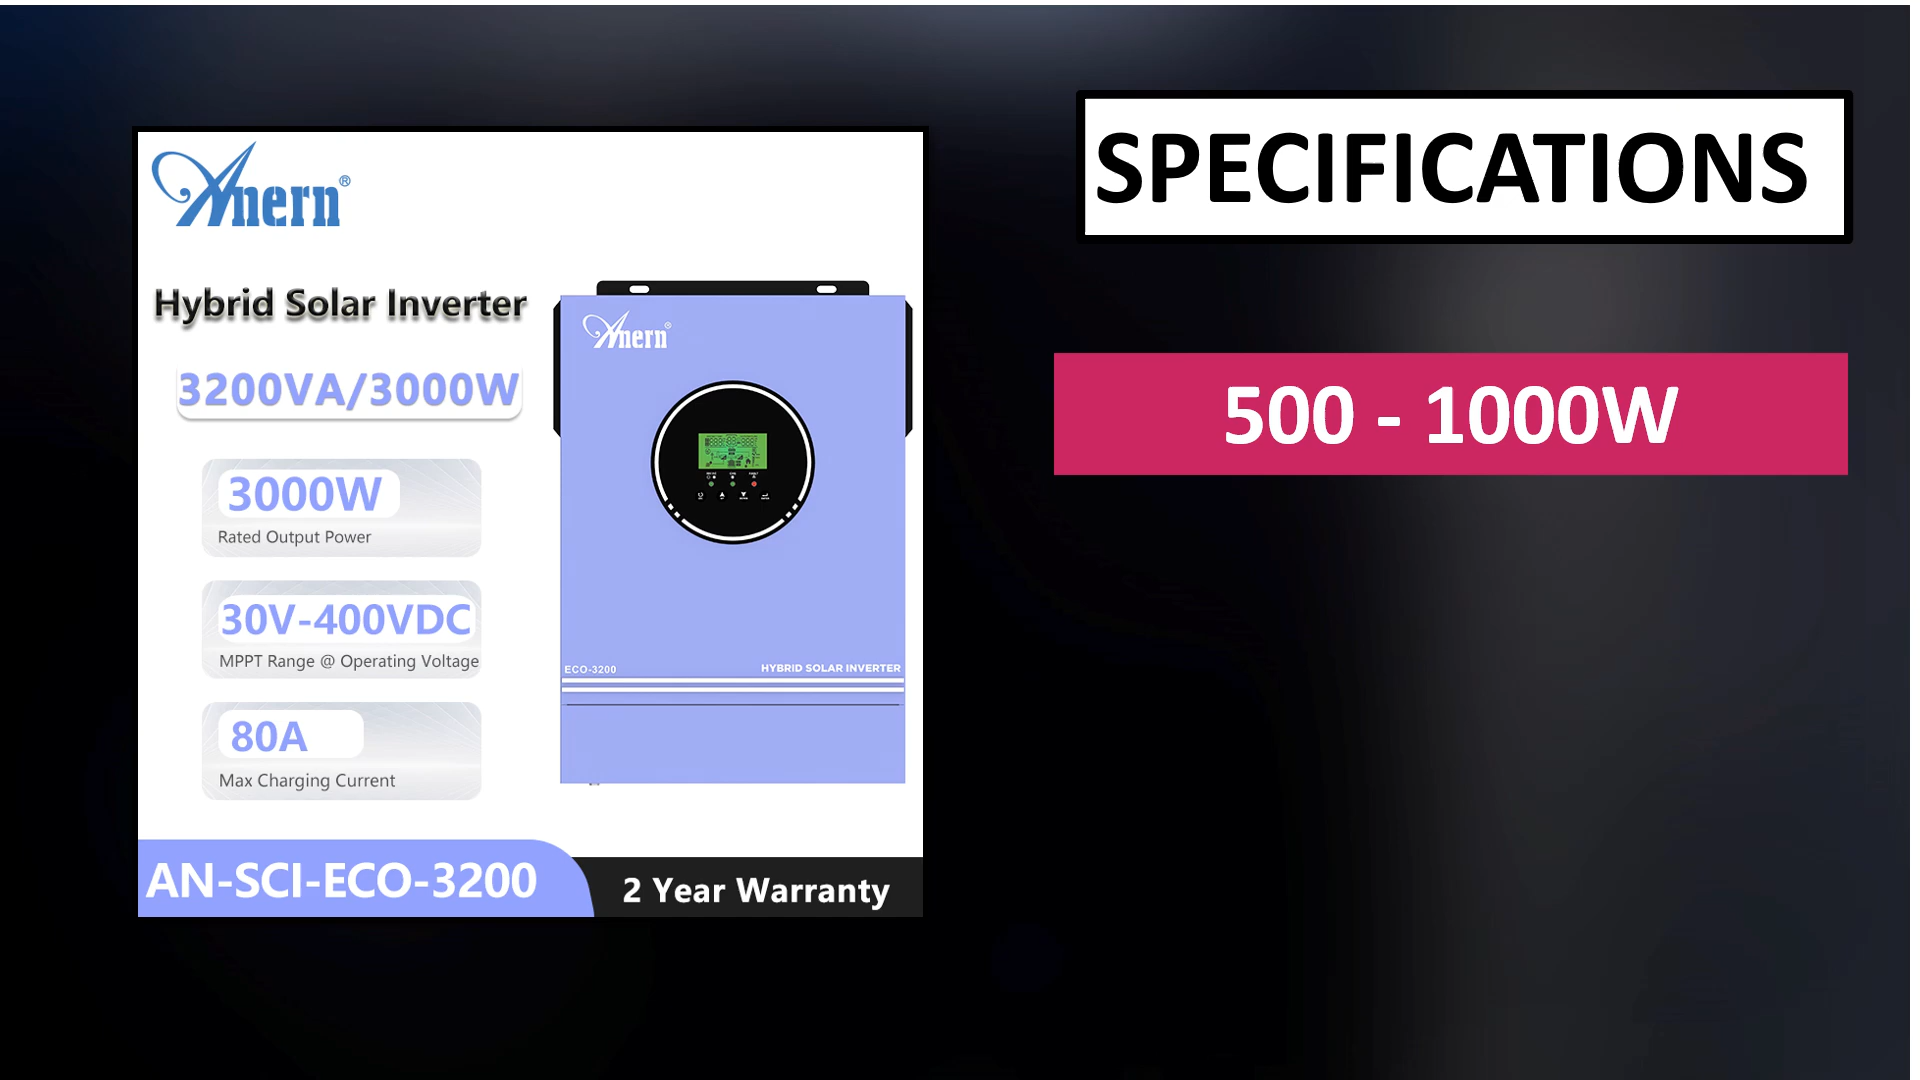 Anern®
Hybrid Solar Inverter
3200VA/3000W
3000W
Rated Output Power
30V-400VDC
MPPT Range @ Operating Voltage
80A
Max Charging Current
Anern®
ECO-3200
HYBRID SOLAR INVERTER
AN-SCI-ECO-3200
2 Year Warranty
SPECIFICATIONS
500 - 1000W